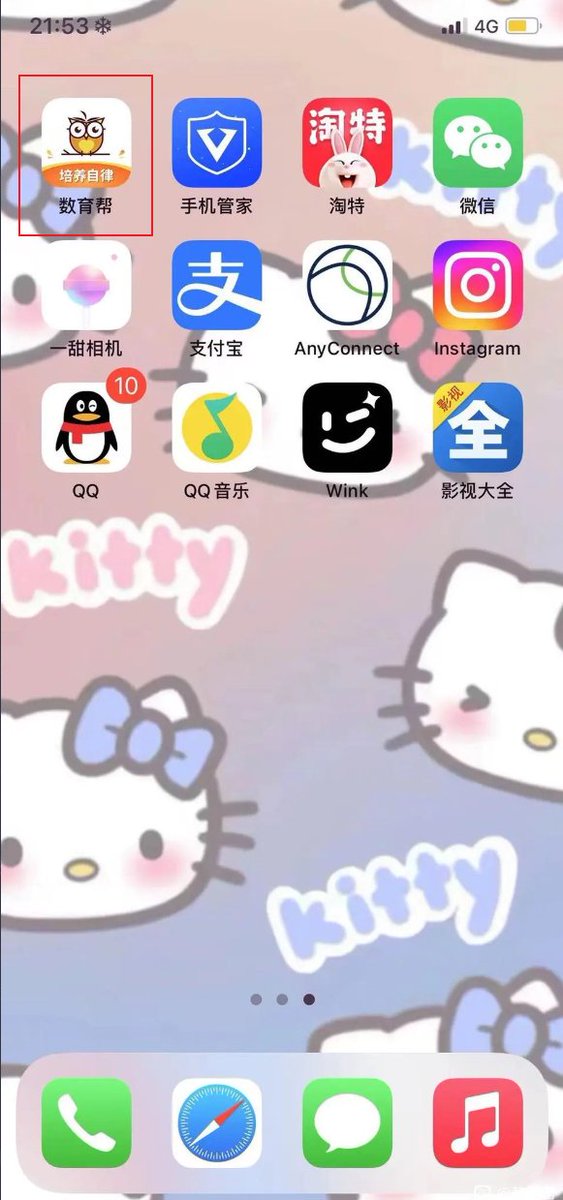 21:53
4G
培养自律
淘特
数育帮
手机管家
淘特
微信
支
一甜相机
支付宝
AnyConnect
Instagram
10
影视
全
QQ
QQ音乐
Wink
影视大全
kitty
kitty
kitty